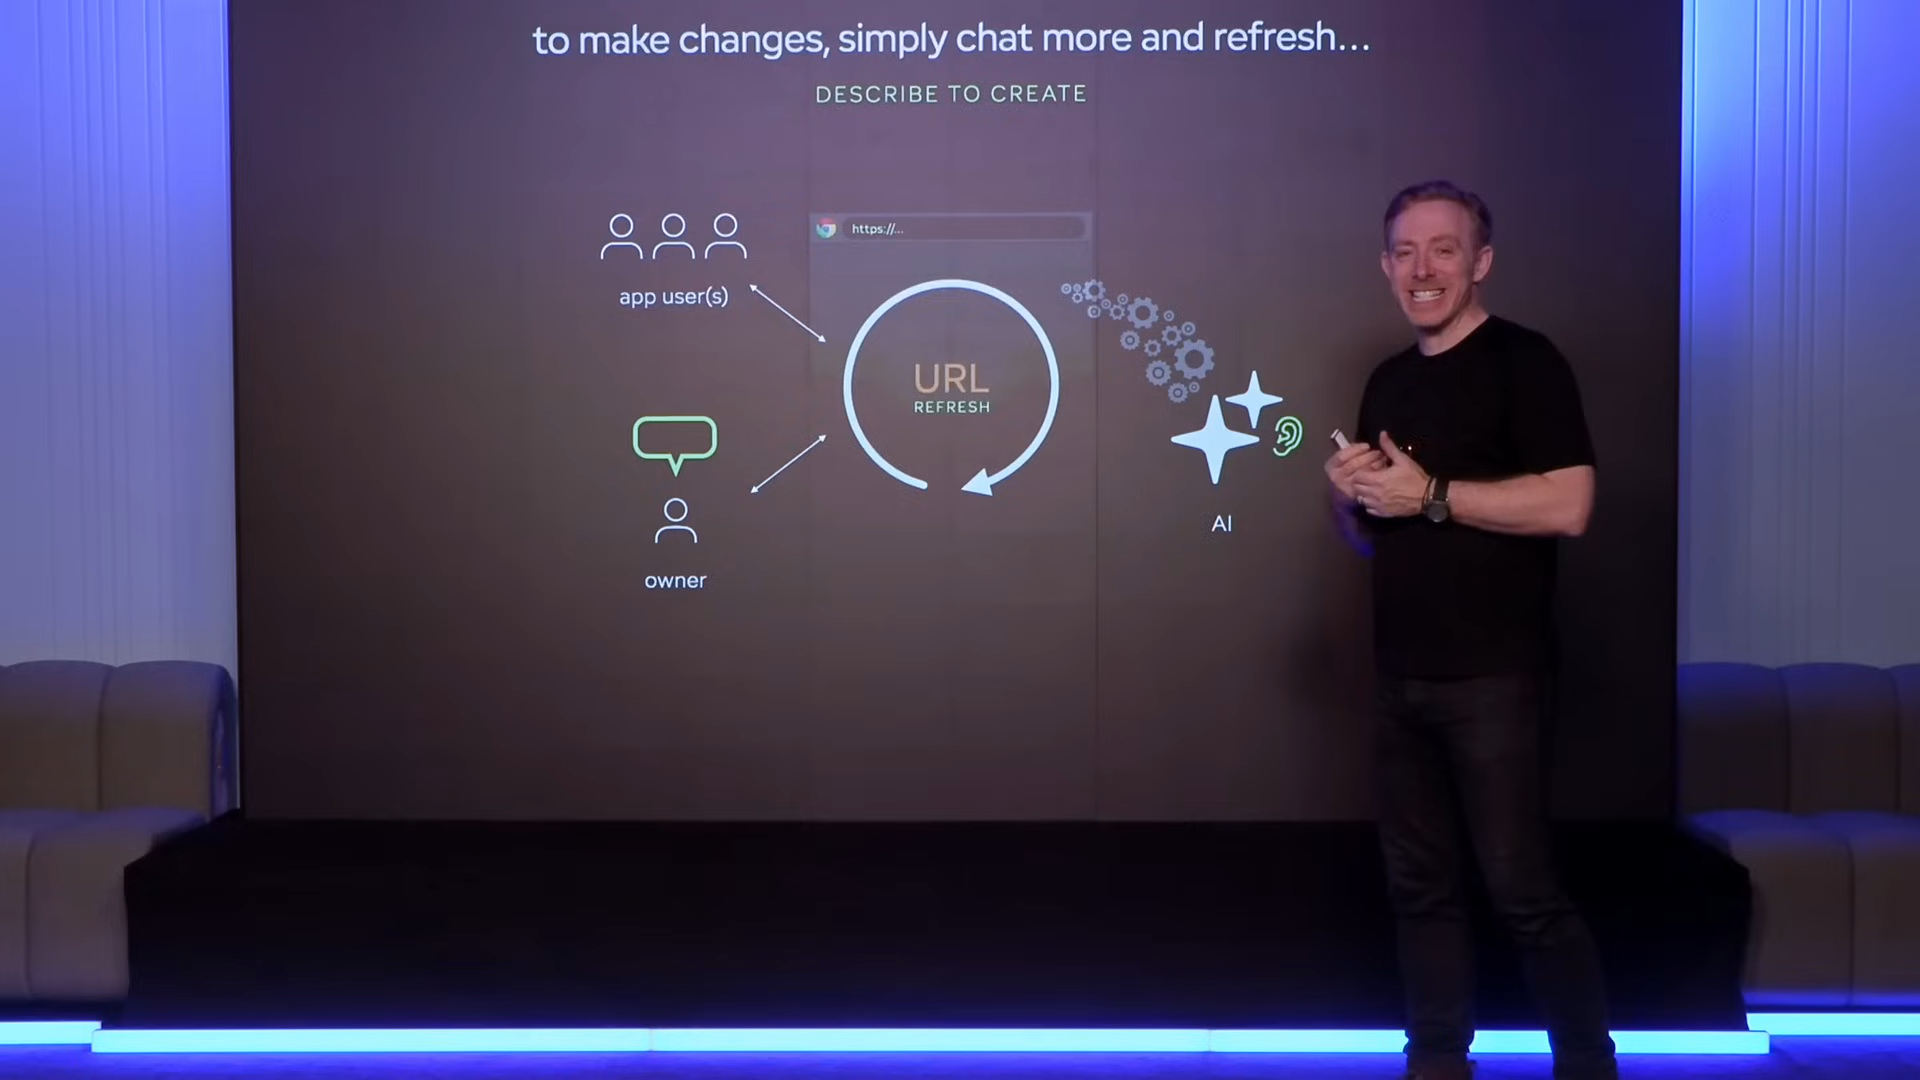 to make changes, simply chat more and refresh...
DESCRIBE TO CREATE
https://...
app user(s)
URL
REFRESH
AI
owner